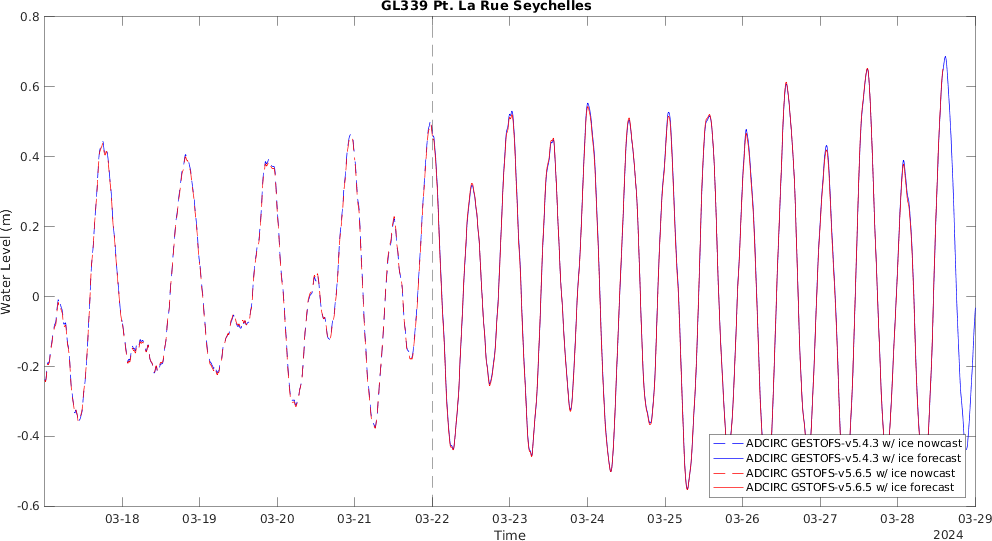 GL339 Pt. La Rue Seychelles
0.8
0.6
0.4
0.2
0
-0.2
-0.4
-0.6
Water Level (m)
ADCIRC GESTOFS-v5.4.3 w/ ice nowcast
ADCIRC GESTOFS-v5.4.3 w/ ice forecast
ADCIRC GSTOFS-v5.6.5 w/ ice nowcast
ADCIRC GSTOFS-v5.6.5 w/ ice forecast
03-18 03-19 03-20 03-21 03-22 03-23 03-24 03-25 03-26 03-27 03-28 03-29
Time
2024